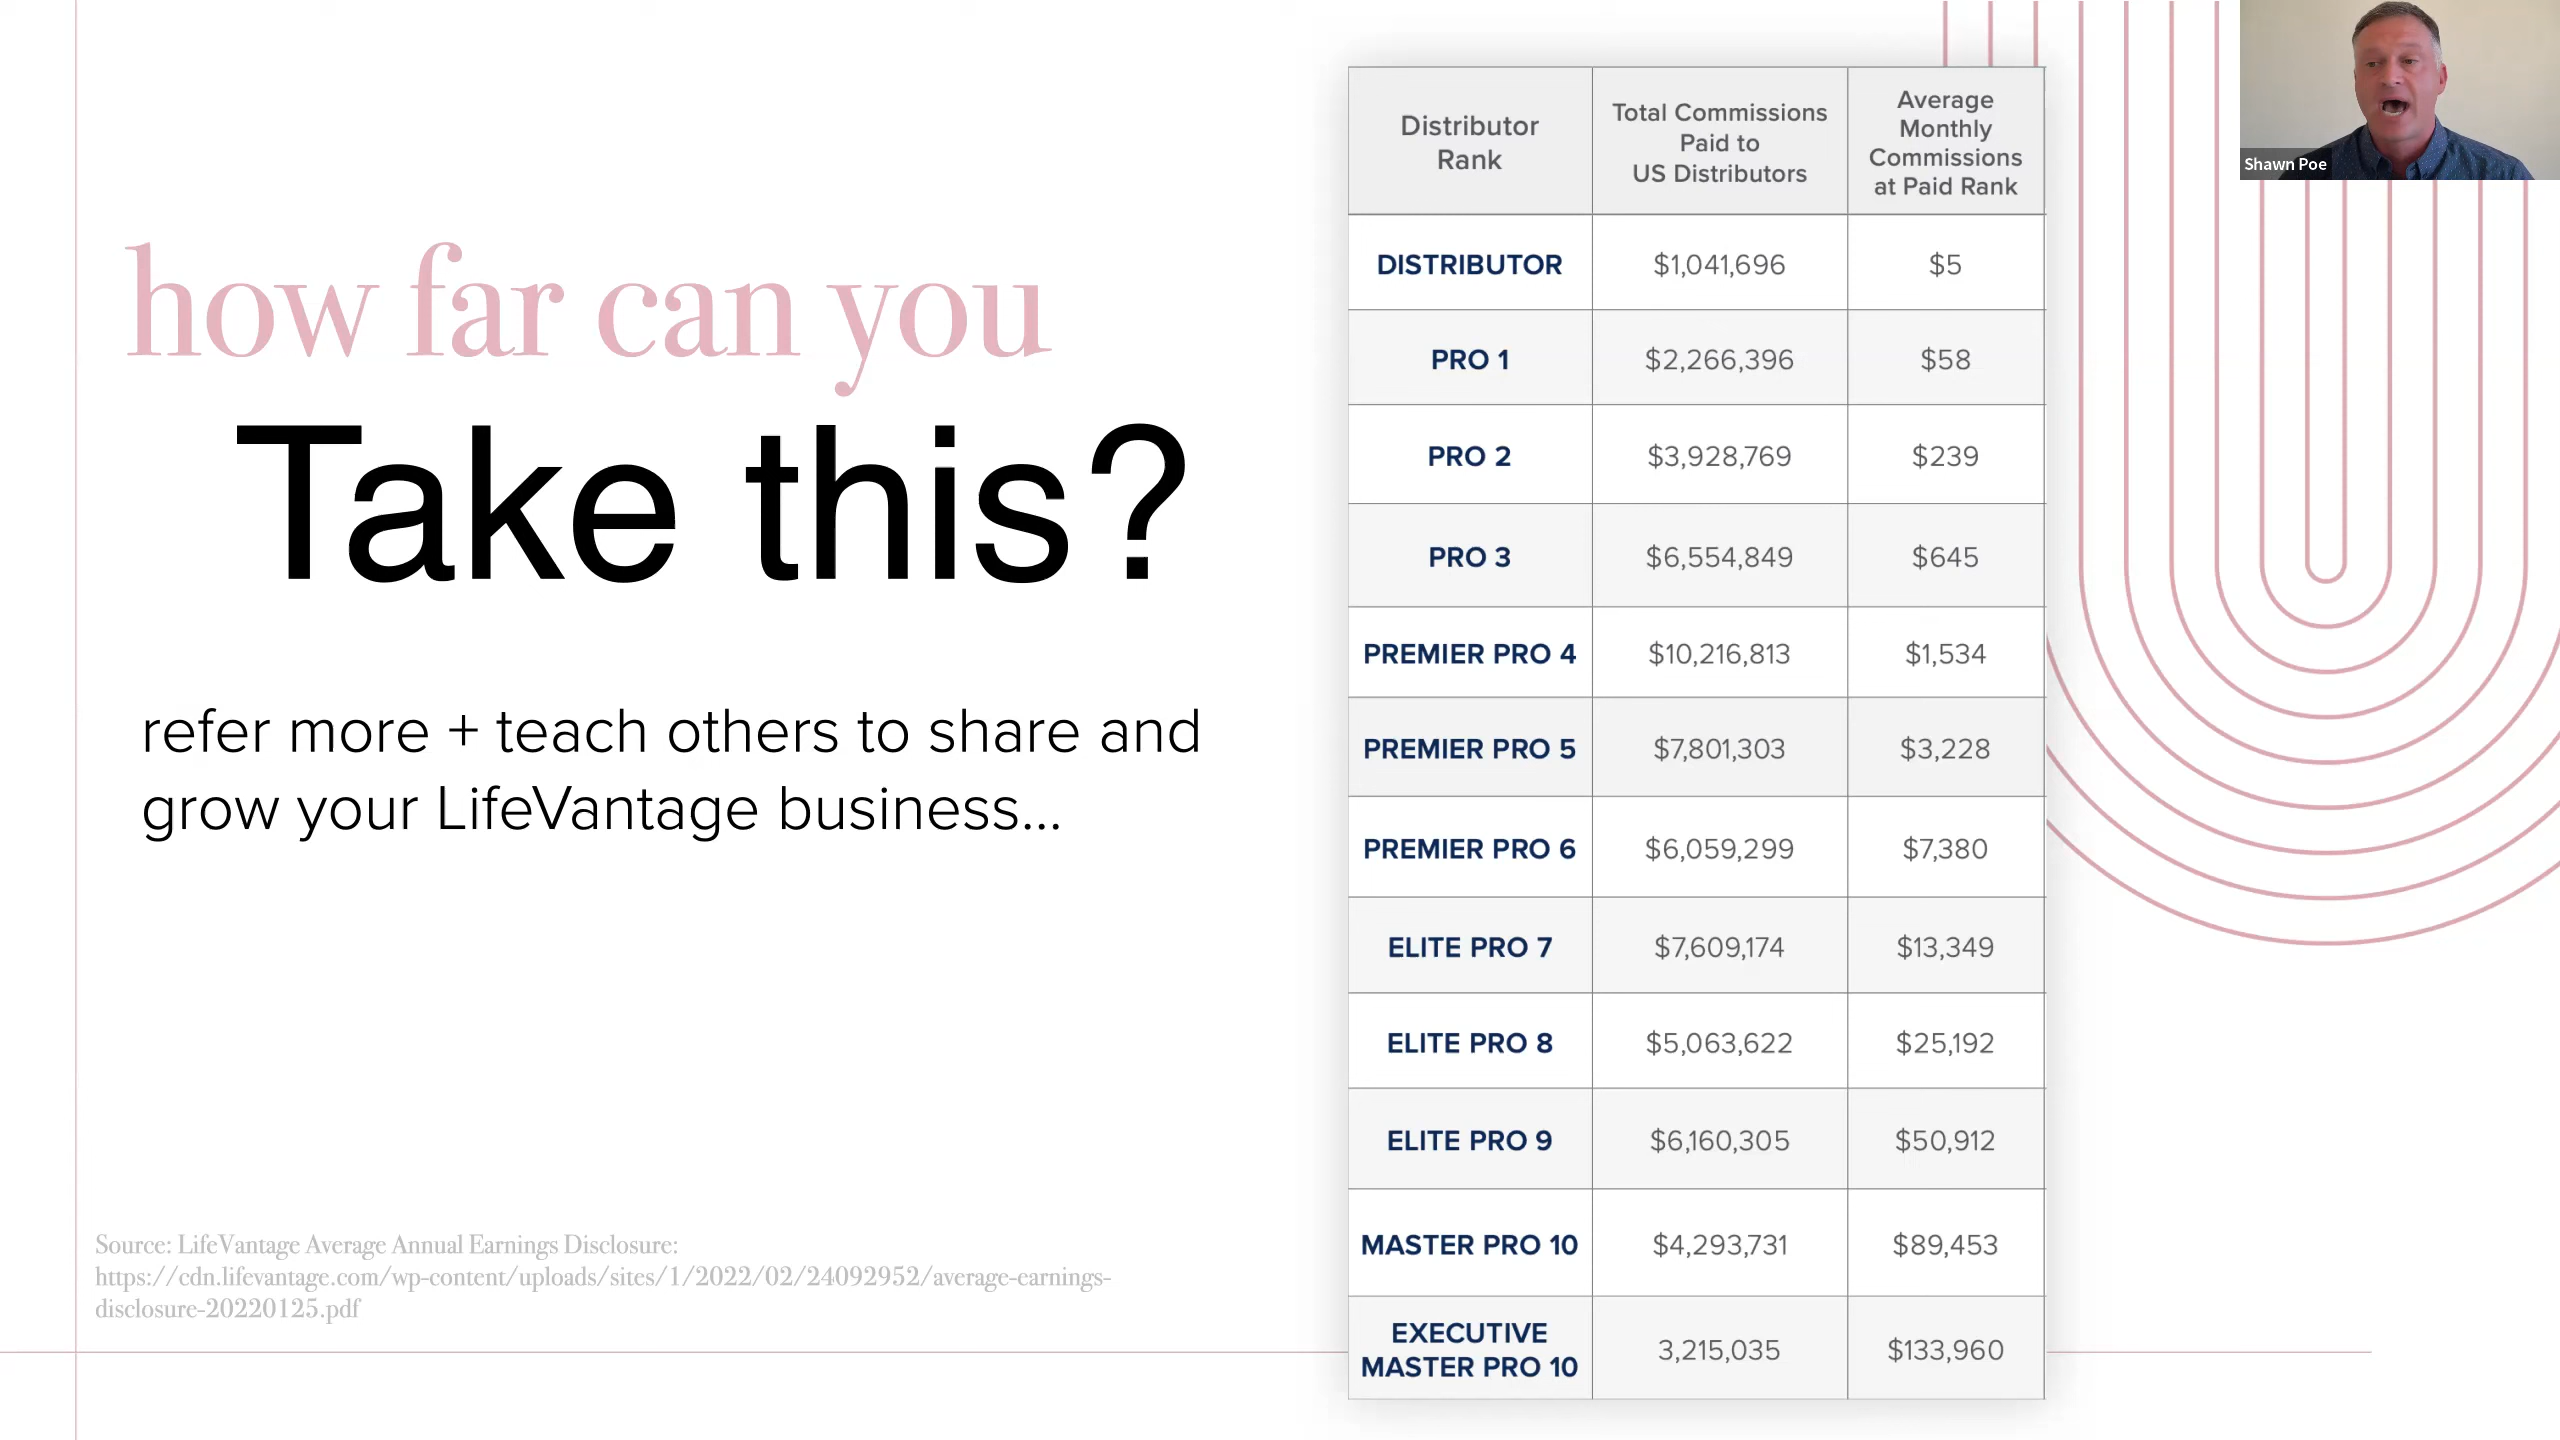 how far can you
Take this?
refer more + teach others to share and
grow your LifeVantage business...
Source: LifeVantage Average Annual Earnings Disclosure:
https://cdn.lifevantage.com/wp-content/uploads/sites/1/2022/02/24092952/average-earnings-
disclosure-20220125.pdf
Distributor
Rank
Total Commissions
Paid to
US Distributors
Average
Monthly
Commissions
at Paid Rank
DISTRIBUTOR $1,041,696 $5
PRO 1 $2,266,396 $58
PRO 2 $3,928,769 $239
PRO 3 $6,554,849 $645
PREMIER PRO 4 $10,216,813 $1,534
PREMIER PRO 5 $7,801,303 $3,228
PREMIER PRO 6 $6,059,299 $7,380
ELITE PRO 7 $7,609,174 $13,349
ELITE PRO 8 $5,063,622 $25,192
ELITE PRO 9 $6,160,305 $50,912
MASTER PRO 10 $4,293,731 $89,453
EXECUTIVE
MASTER PRO 10 3,215,035 $133,960
Shawn Poe